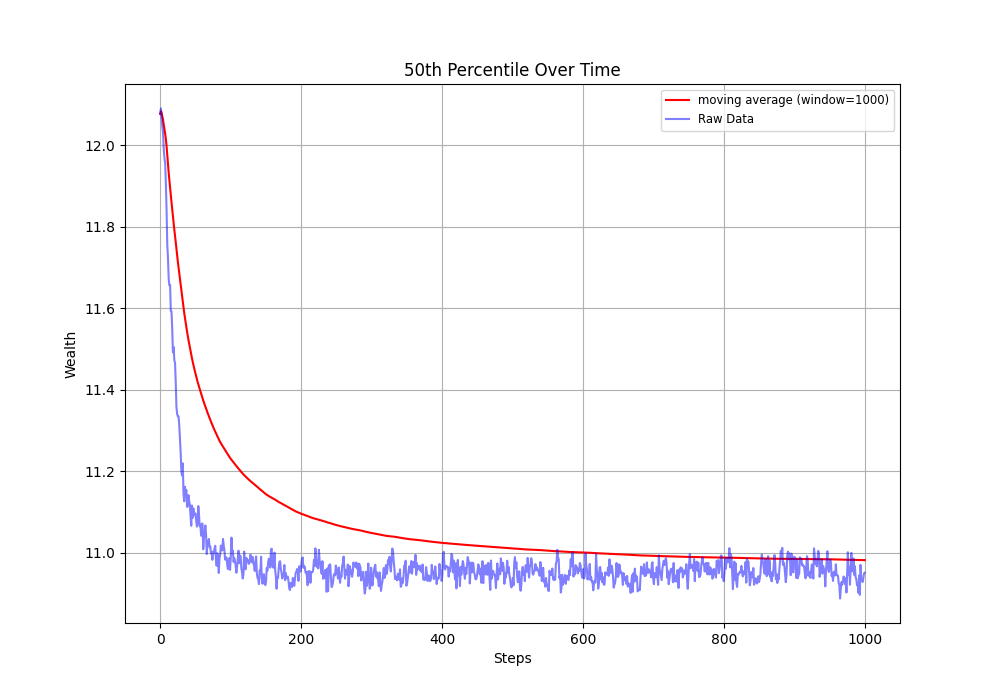 50th Percentile Over Time
moving average (window=1000)
Raw Data
Wealth
12.0
11.8
11.6
11.4
11.2
11.0
0 200 400 600 800 1000
Steps